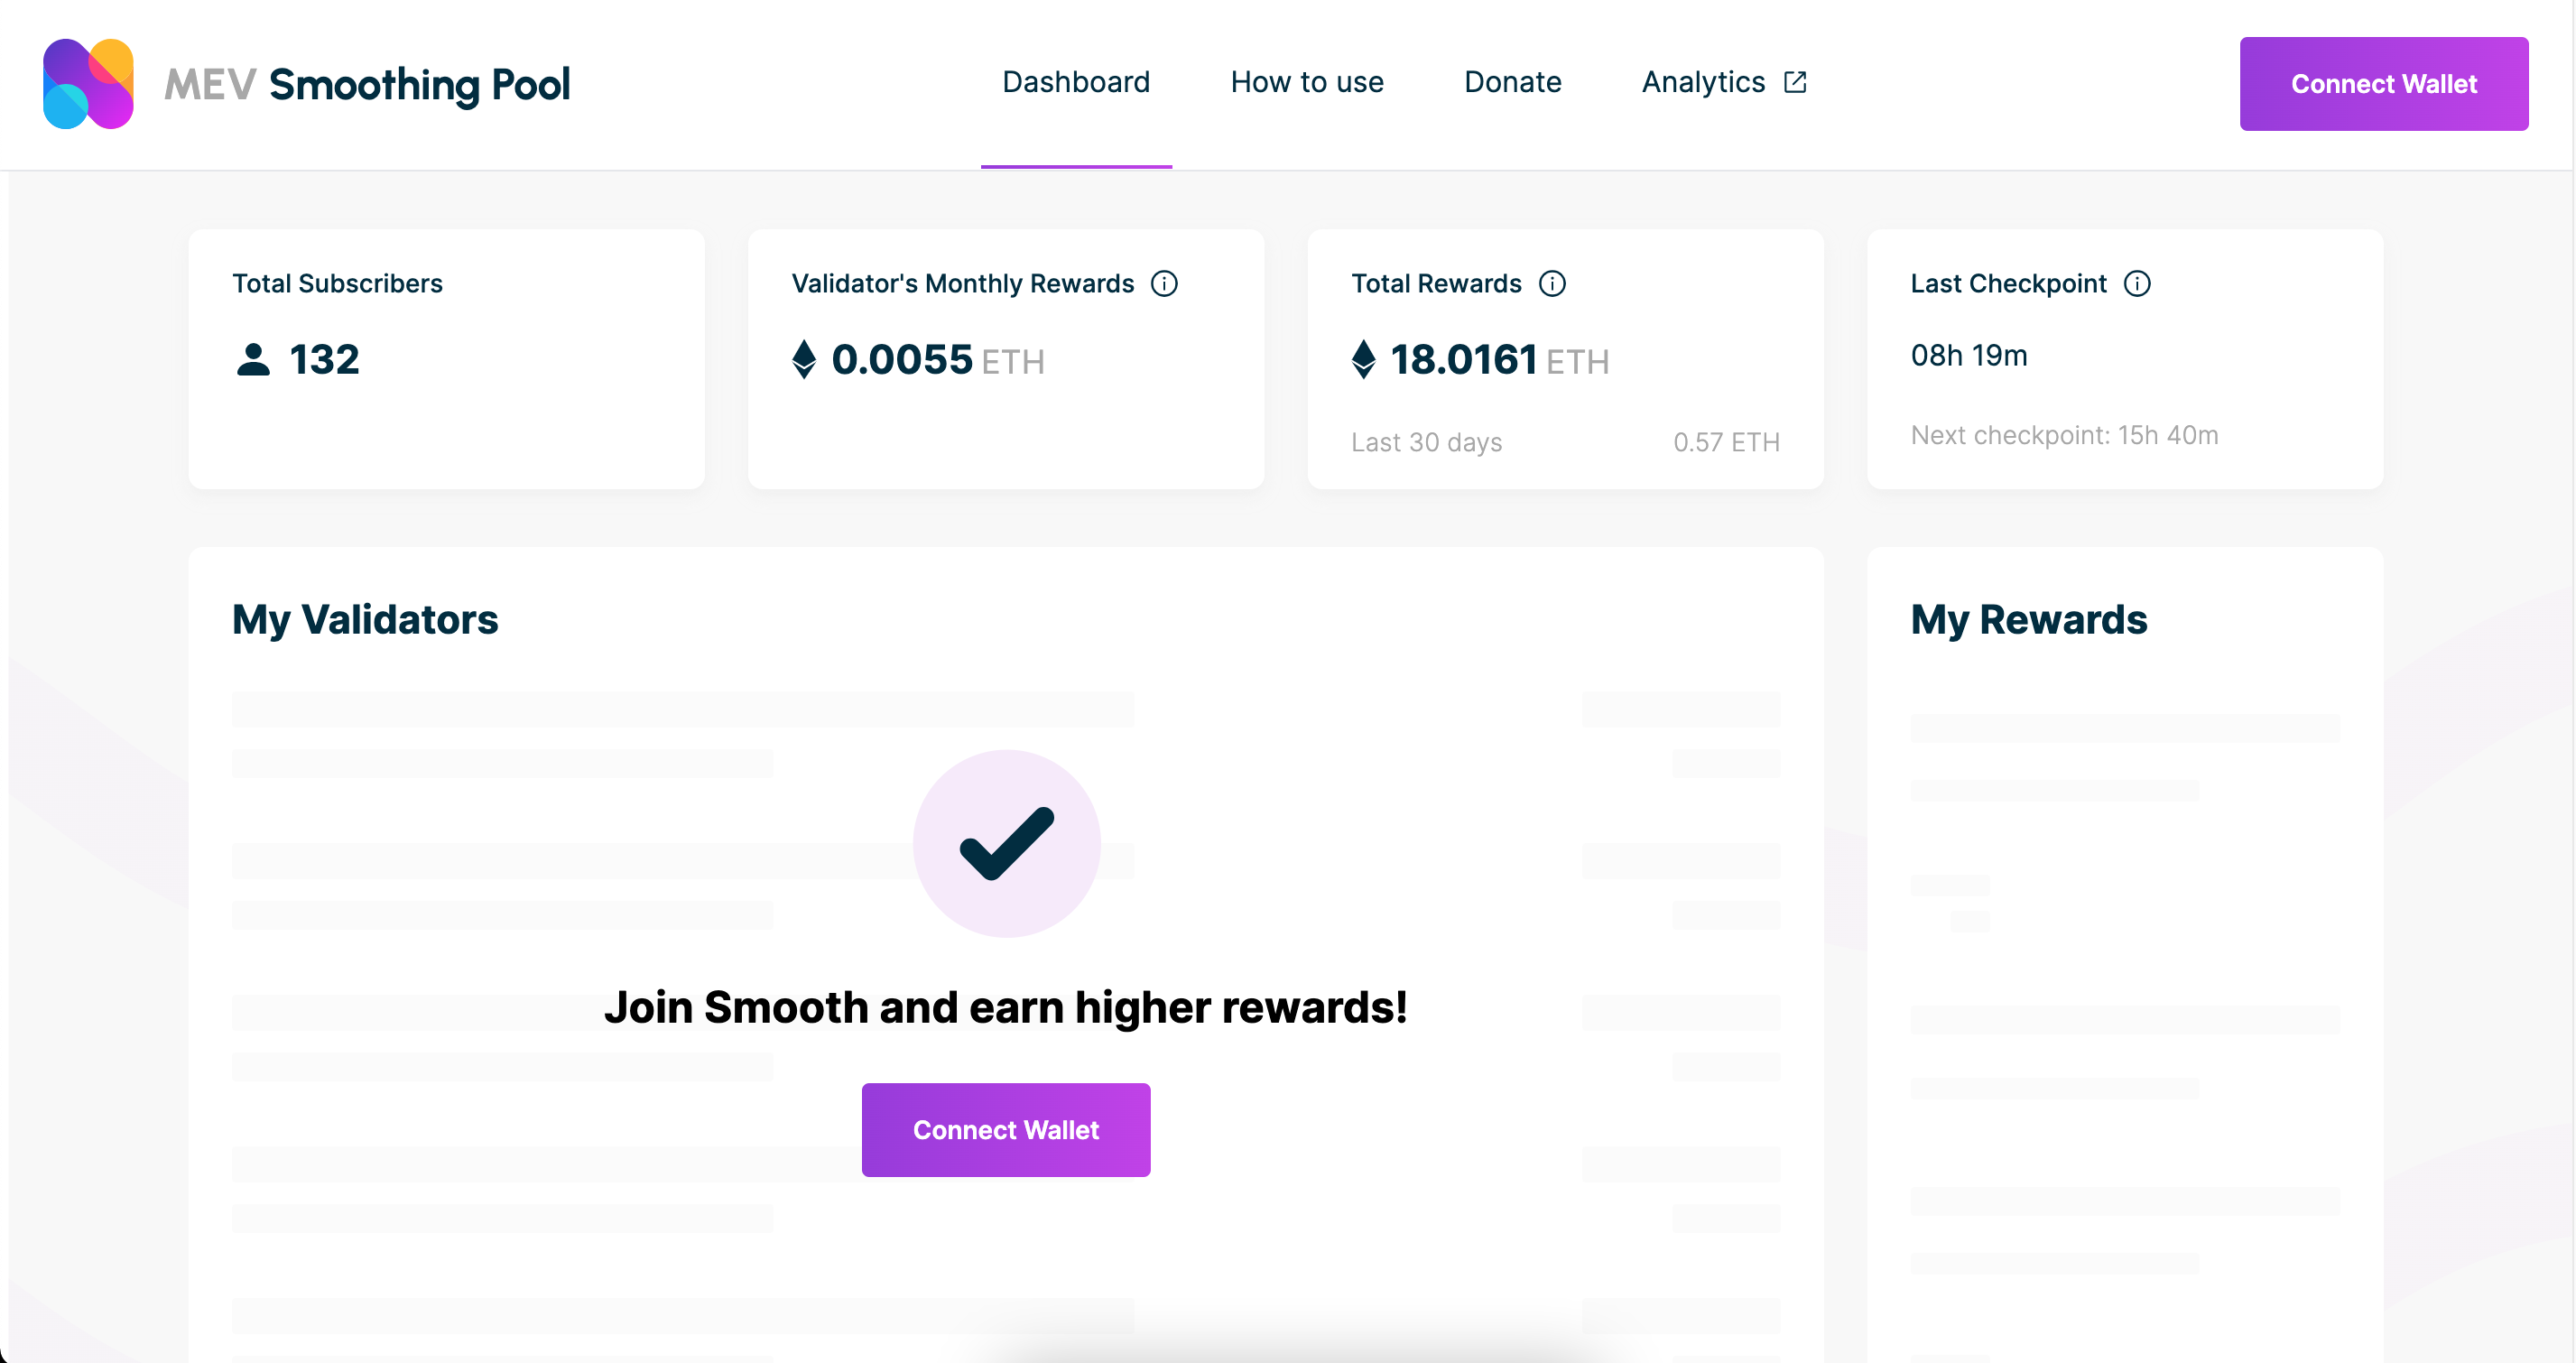 MEV Smoothing Pool
Dashboard
How to use
Donate
Analytics
Connect Wallet
Total Subscribers
132
Validator's Monthly Rewards
0.0055 ETH
Total Rewards
18.0161 ETH
Last 30 days 0.57 ETH
Last Checkpoint
08h 19m
Next checkpoint: 15h 40m
My Validators
Join Smooth and earn higher rewards!
Connect Wallet
My Rewards